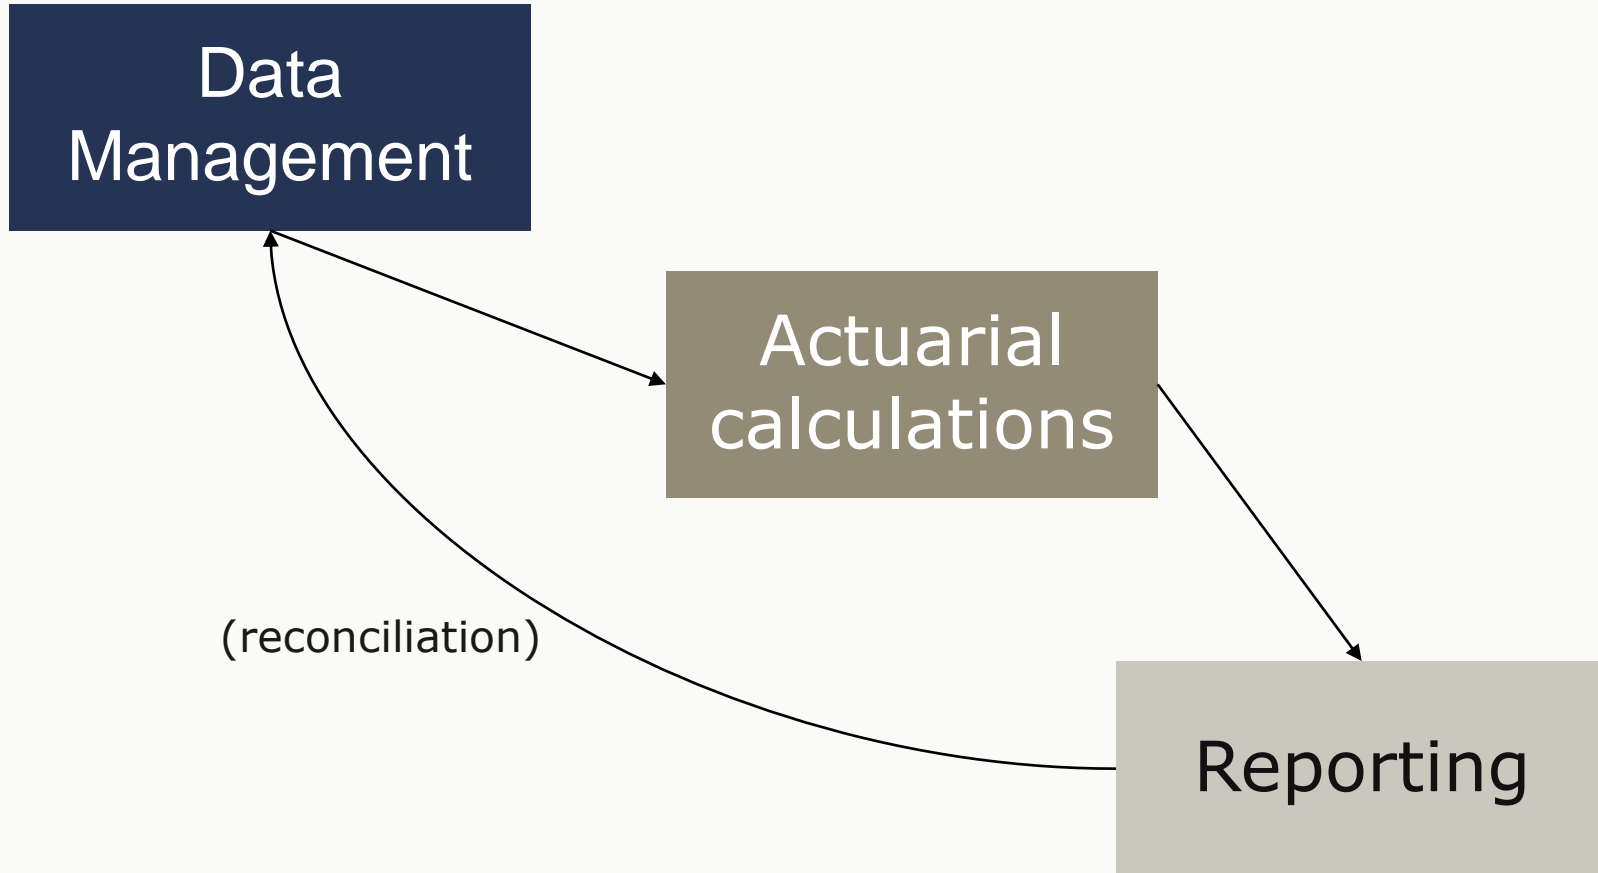 Data
Management
Actuarial
calculations
(reconciliation)
Reporting